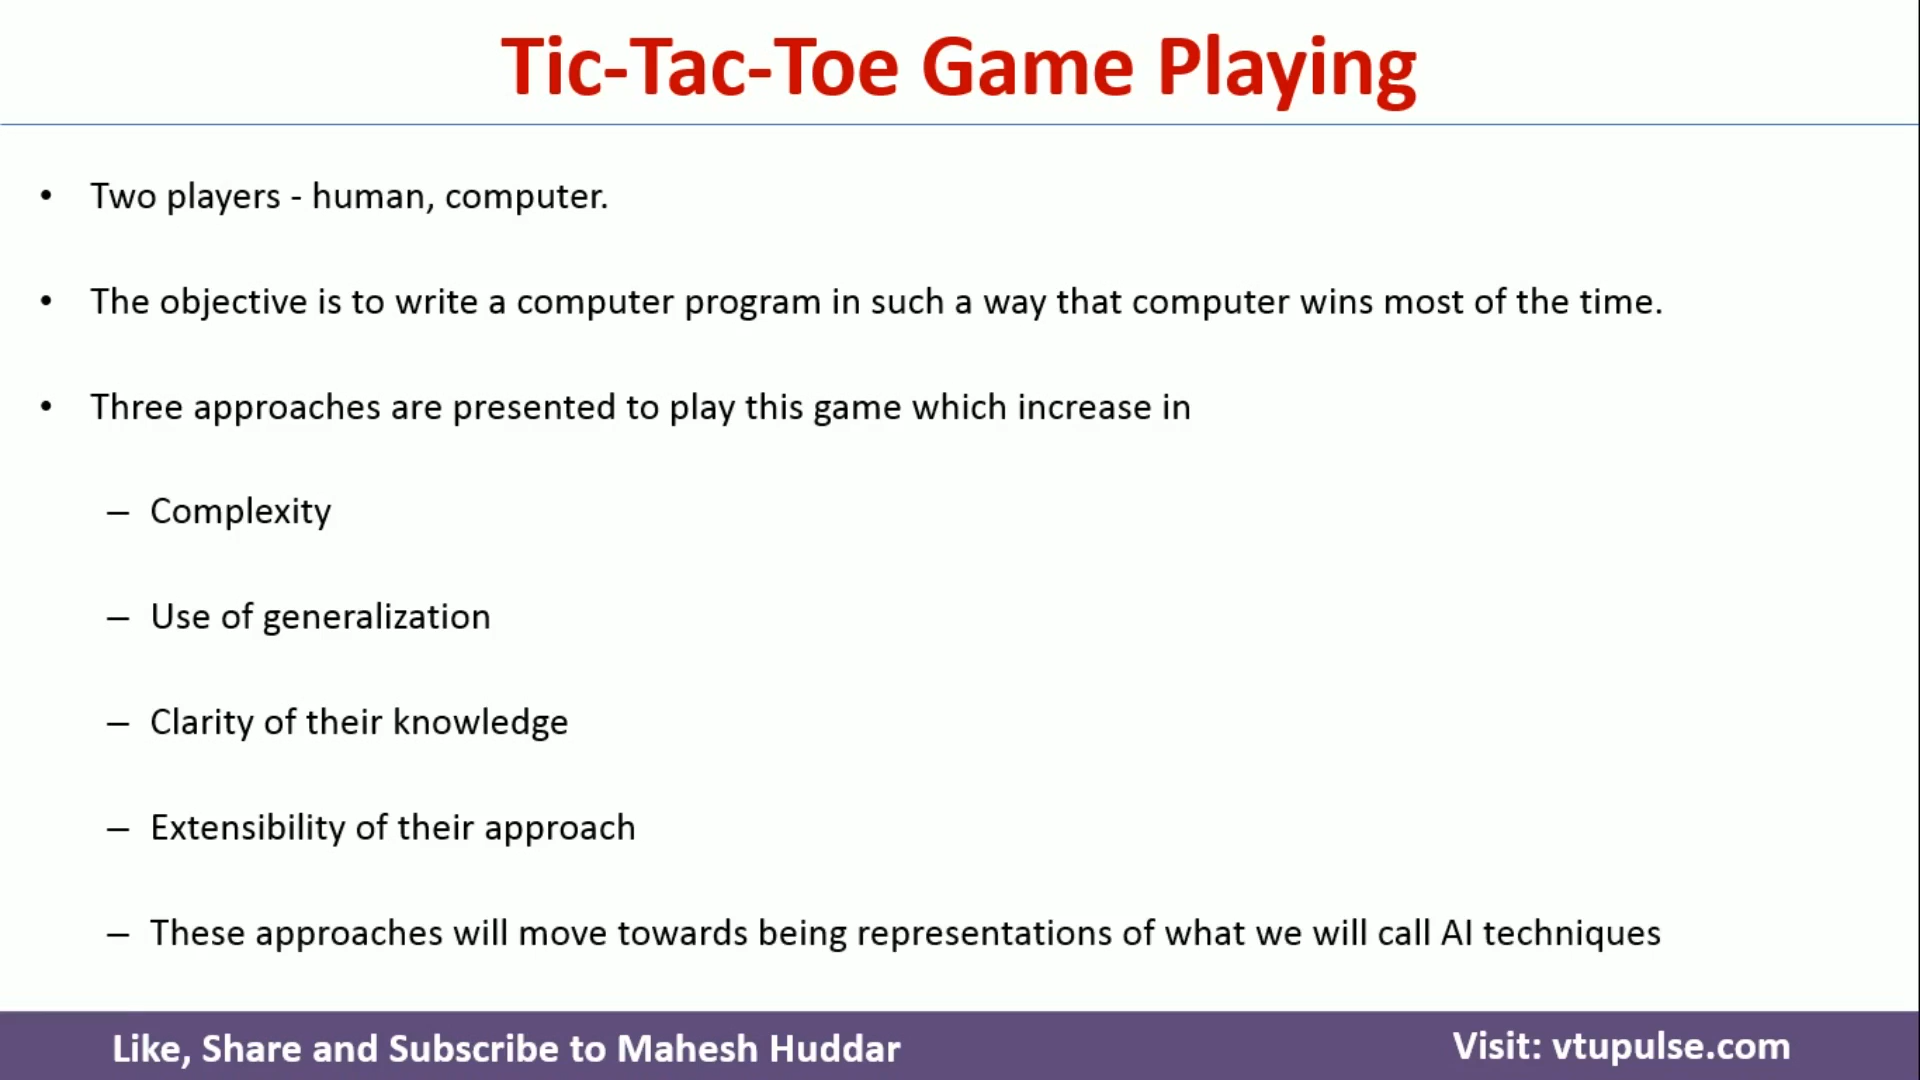 Tic-Tac-Toe Game Playing
• Two players - human, computer.
• The objective is to write a computer program in such a way that computer wins most of the time.
• Three approaches are presented to play this game which increase in
– Complexity
– Use of generalization
– Clarity of their knowledge
– Extensibility of their approach
– These approaches will move towards being representations of what we will call AI techniques
Like, Share and Subscribe to Mahesh Huddar
Visit: vtupulse.com